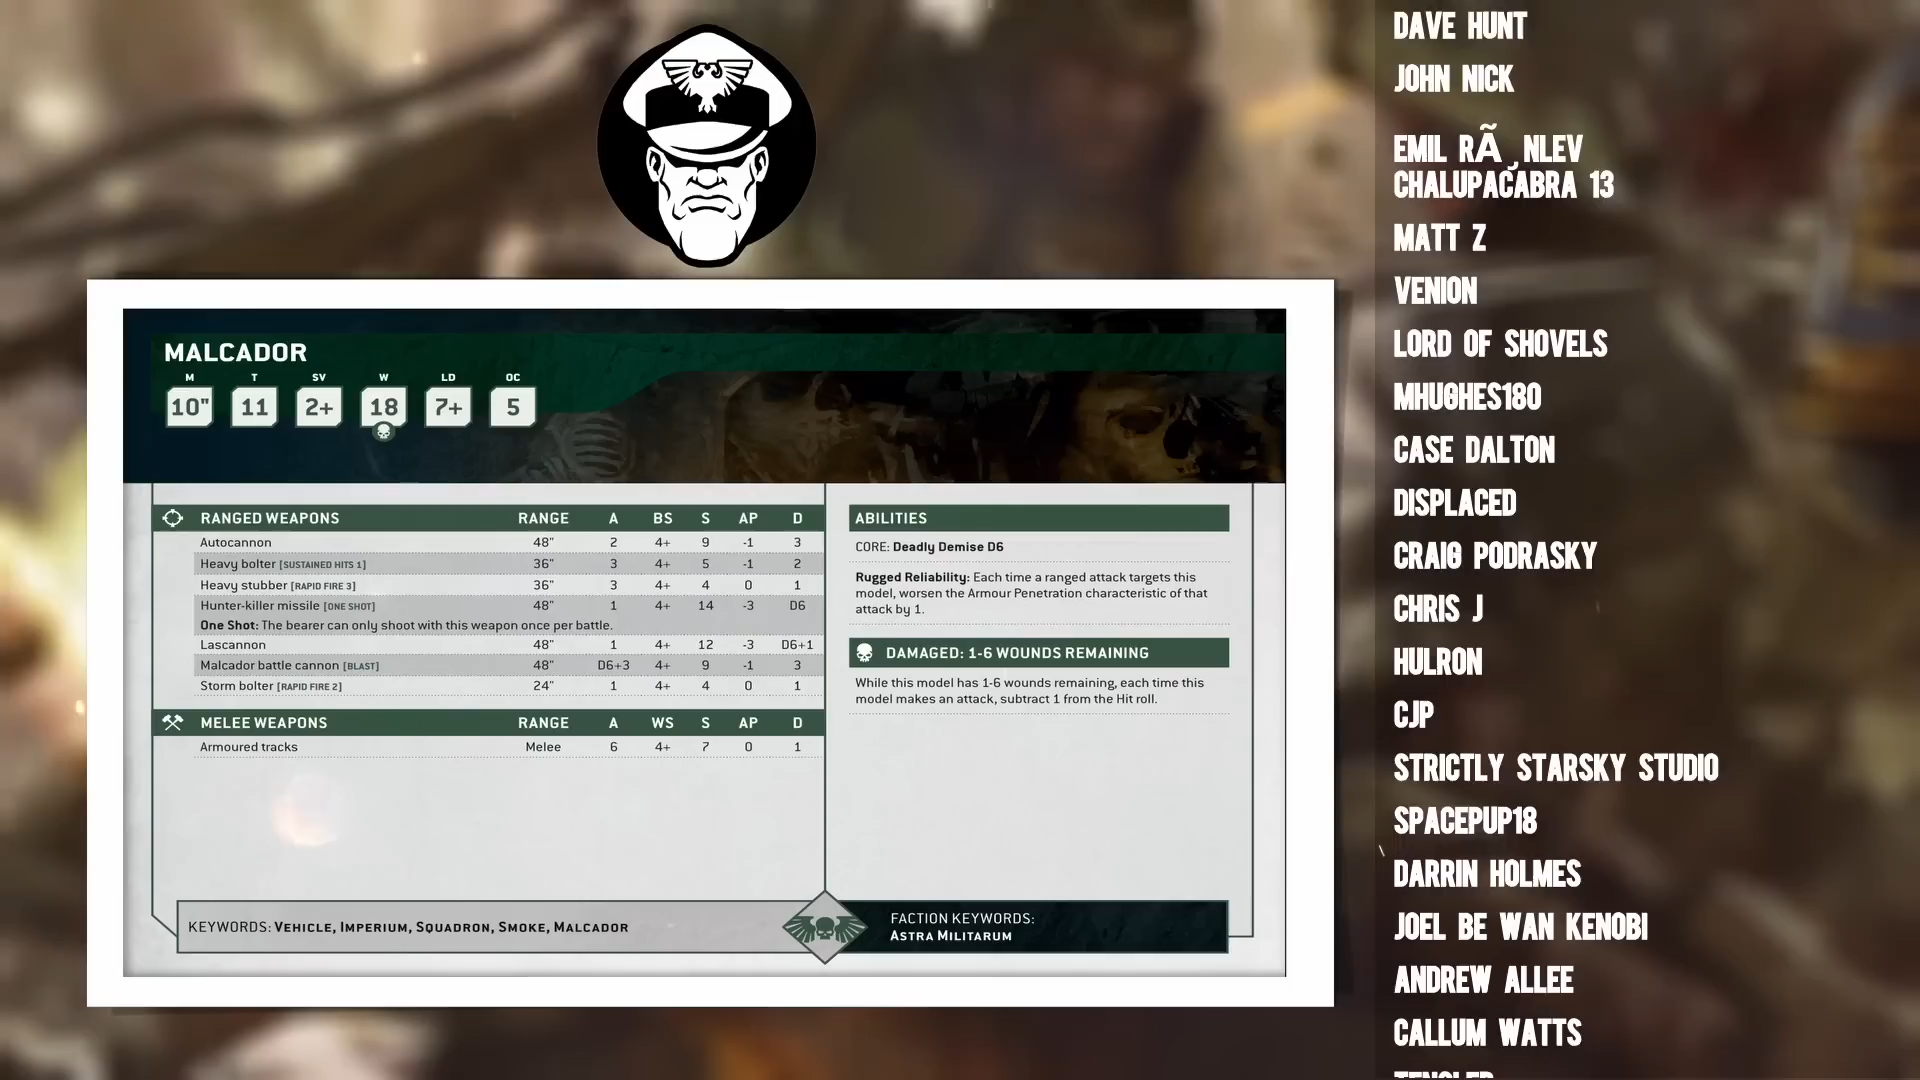 MALCADOR
M T SV W LD OC
10" 11 2+ 18 7+ 5
RANGED WEAPONS RANGE A BS S AP D
Autocannon 48" 2 4+ 9 -1 3
Heavy bolter [SUSTAINED HITS 1] 36" 3 4+ 5 -1 2
Heavy stubber [RAPID FIRE 3] 36" 3 4+ 4 0 1
Hunter-killer missile [ONE SHOT] 48" 1 4+ 14 -3 D6
One Shot: The bearer can only shoot with this weapon once per battle.
Lascannon 48" 1 4+ 12 -3 D6+1
Malcador battle cannon [BLAST] 48" D6+3 4+ 9 -1 3
Storm bolter [RAPID FIRE 2] 24" 1 4+ 4 0 1
MELEE WEAPONS RANGE A WS S AP D
Armoured tracks Melee 6 4+ 7 0 1
ABILITIES
CORE: Deadly Demise D6
Rugged Reliability: Each time a ranged attack targets this
model, worsen the Armour Penetration characteristic of that
attack by 1.
DAMAGED: 1-6 WOUNDS REMAINING
While this model has 1-6 wounds remaining, each time this
model makes an attack, subtract 1 from the Hit roll.
KEYWORDS: VEHICLE, IMPERIUM, SQUADRON, SMOKE, MALCADOR
FACTION KEYWORDS:
ASTRA MILITARUM
DAVE HUNT
JOHN NICK
EMIL RÃ¸NLEV
CHALUPACABRA 13
MATT Z
VENION
LORD OF SHOVELS
MHUGHES180
CASE DALTON
DISPLACED
CRAIG PODRASKY
CHRIS J
HULRON
CJP
STRICTLY STARSKY STUDIO
SPACEPUP18
DARRIN HOLMES
JOEL BE WAN KENOBI
ANDREW ALLEE
CALLUM WATTS